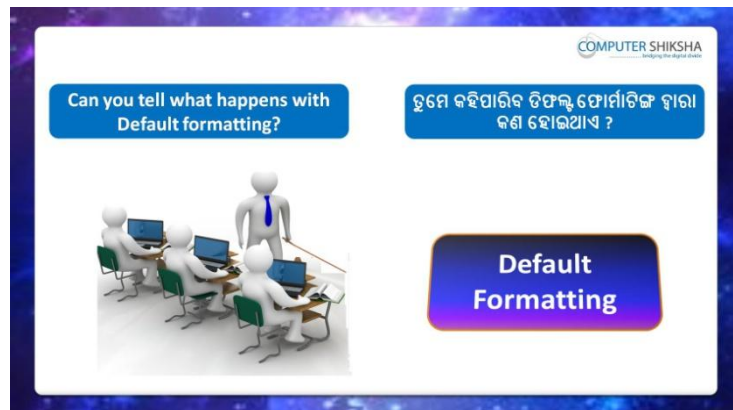 COMPUTER SHIKSHA
bridging the digital divide
Can you tell what happens with
Default formatting?
ତୁମେ କହିପାରିବ ଡିଫଲ୍ଟ ଫୋର୍ମାଟିଙ୍ଗ ଦ୍ୱାରା
କଣ ହୋଇଥାଏ ?
Default
Formatting